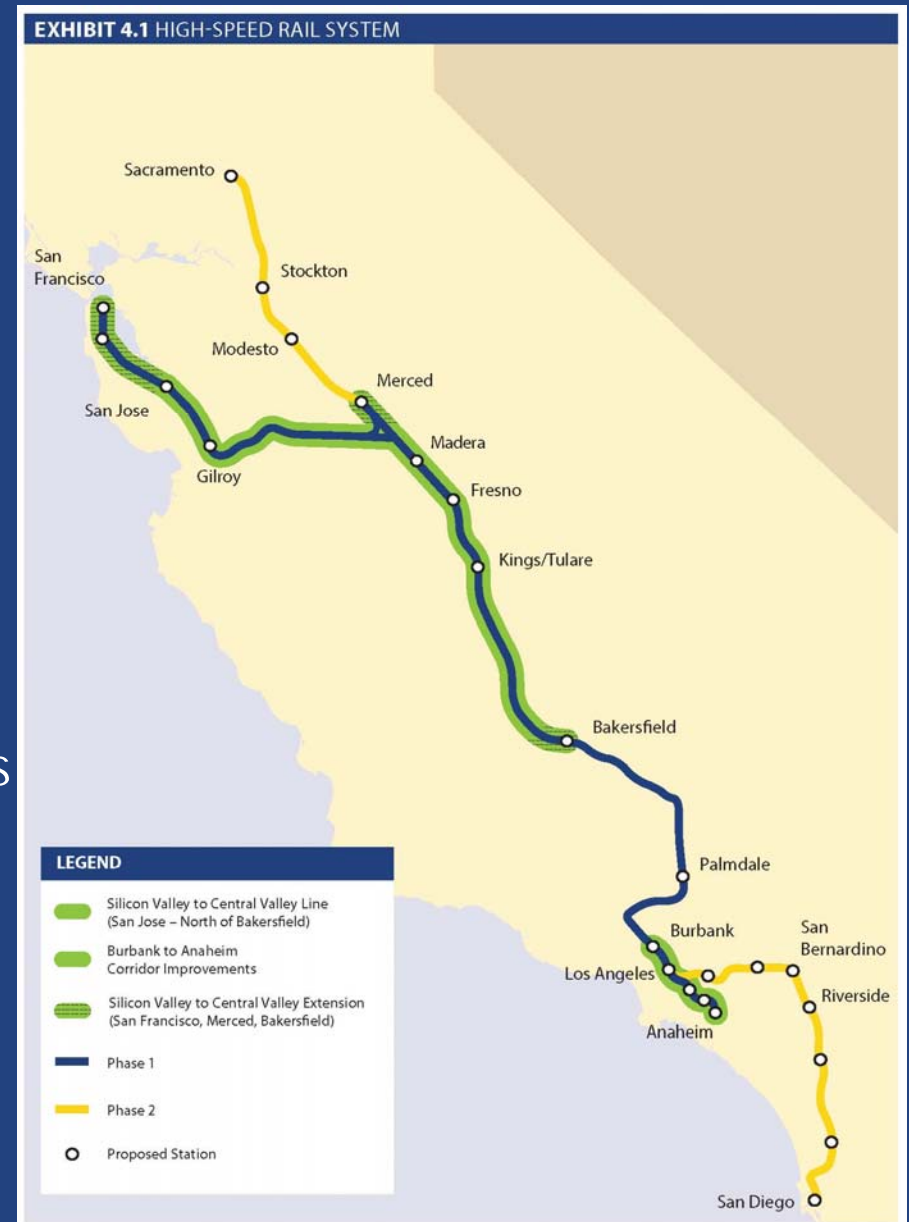 EXHIBIT 4.1 HIGH-SPEED RAIL SYSTEM
Sacramento
San
Francisco
Stockton
Modesto
Merced
San Jose
Madera
Gilroy
Fresno
Kings/Tulare
Bakersfield
Palmdale
Burbank
San
Bernardino
Los Angeles
Riverside
Anaheim
San Diego
LEGEND
Silicon Valley to Central Valley Line
(San Jose – North of Bakersfield)
Burbank to Anaheim
Corridor Improvements
Silicon Valley to Central Valley Extension
(San Francisco, Merced, Bakersfield)
Phase 1
Phase 2
Proposed Station